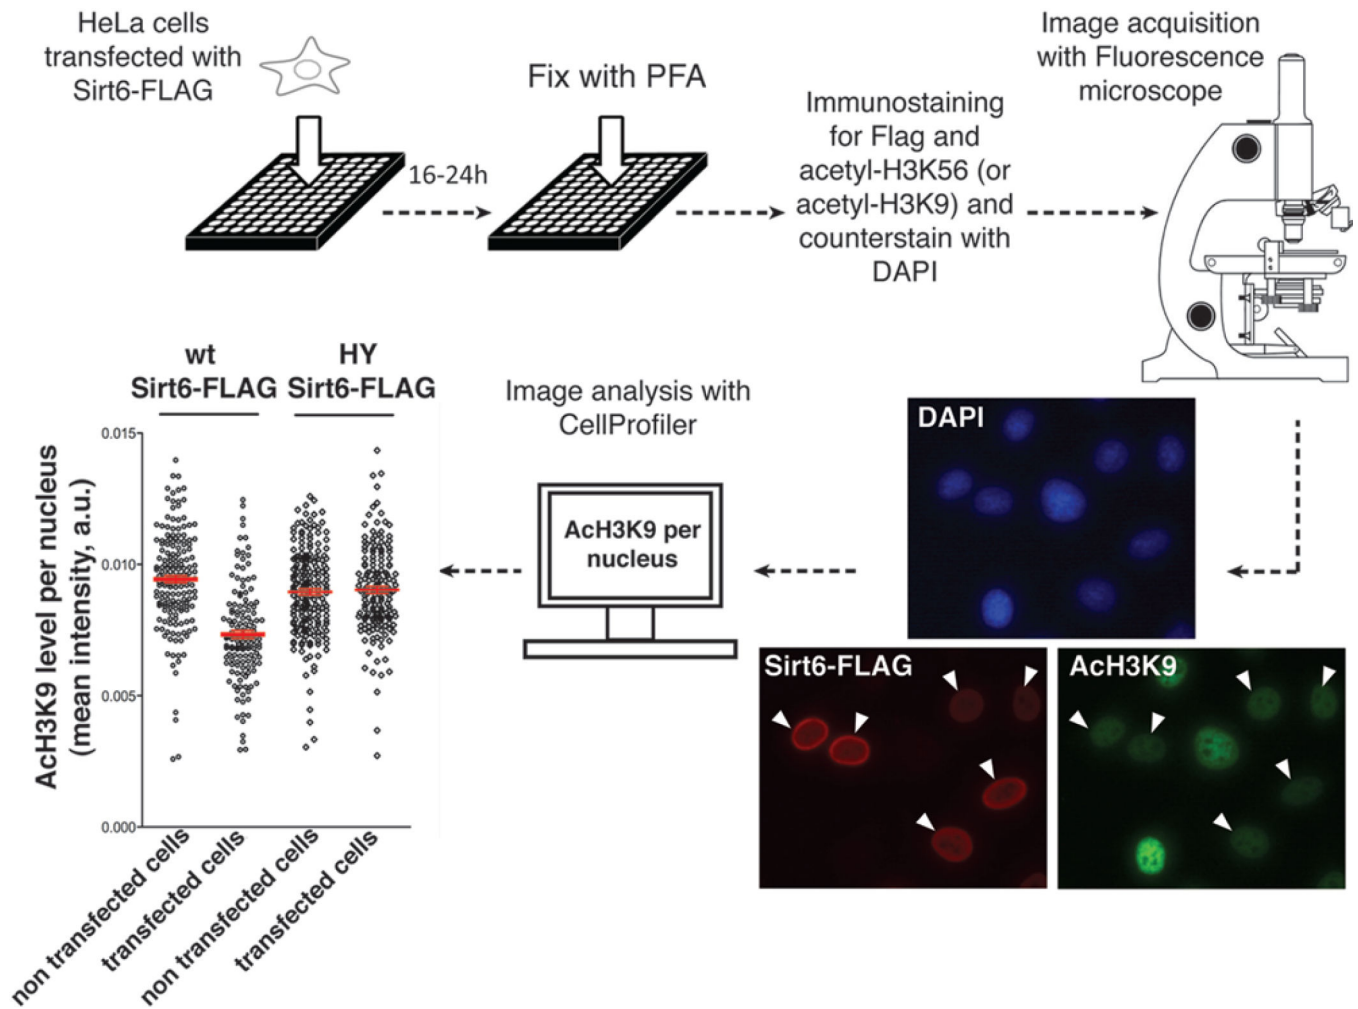 HeLa cells
transfected with
Sirt6-FLAG
16-24h
Fix with PFA
Immunostaining
for Flag and
acetyl-H3K56 (or
acetyl-H3K9) and
counterstain with
DAPI
Image acquisition
with Fluorescence
microscope
DAPI
Sirt6-FLAG
AcH3K9
Image analysis with
CellProfiler
AcH3K9 per
nucleus
wt
Sirt6-FLAG
HY
Sirt6-FLAG
AcH3K9 level per nucleus
(mean intensity, a.u.)
0.015
0.010
0.005
0.000
non transfected cells
transfected cells
non transfected cells
transfected cells